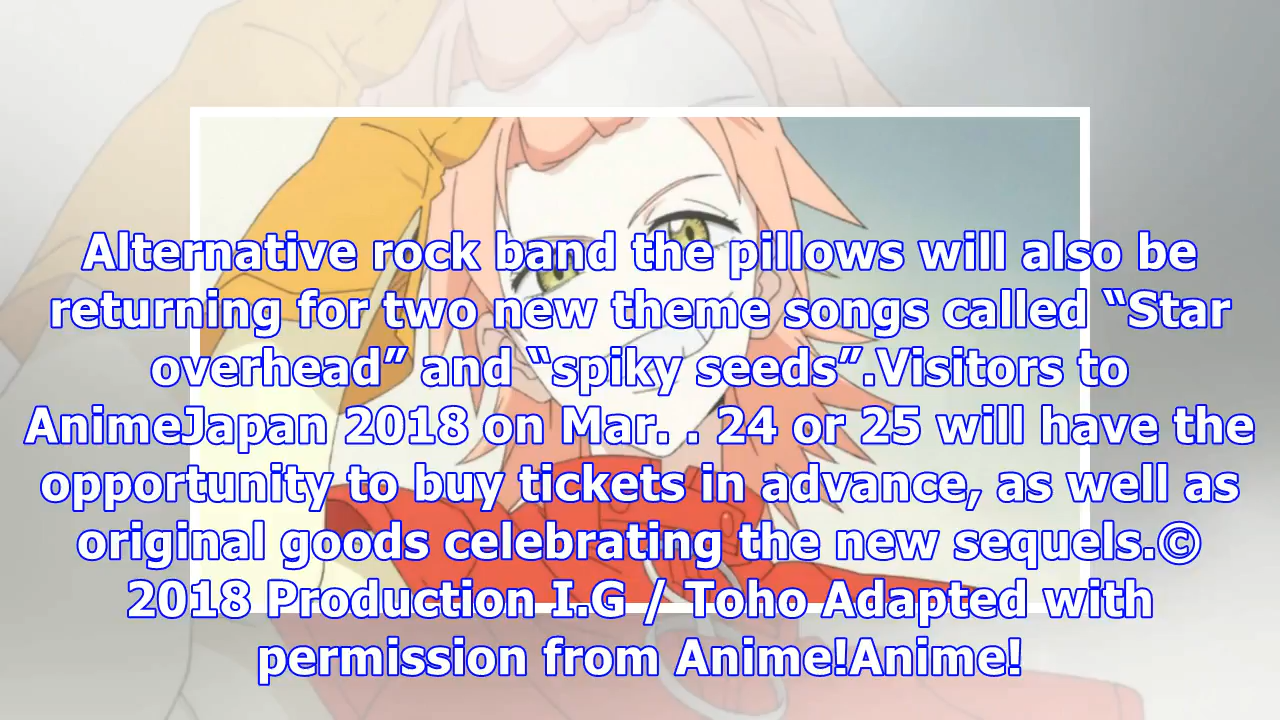 Alternative rock band the pillows will also be
returning for two new theme songs called “Star
overhead” and “spiky seeds”.Visitors to
AnimeJapan 2018 on Mar. . 24 or 25 will have the
opportunity to buy tickets in advance, as well as
original goods celebrating the new sequels.©
2018 Production I.G / Toho Adapted with
permission from Anime!Anime!